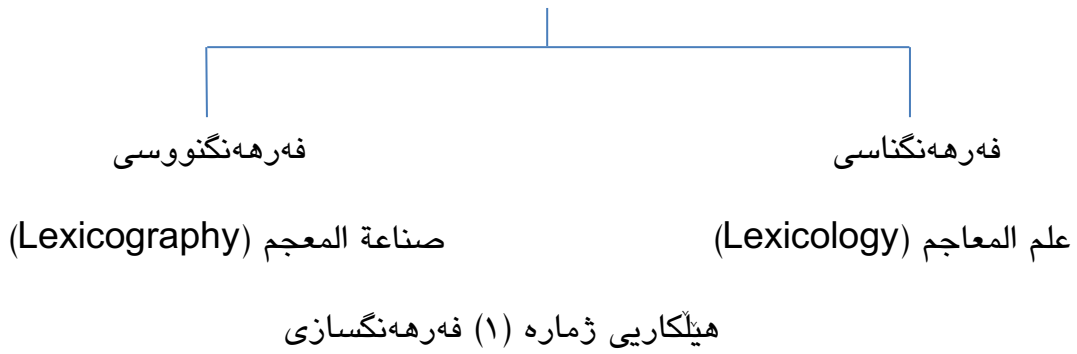 فەرهەنگناسی فەرهەنگنووسی
علم المعاجم (Lexicology) صناعة المعجم (Lexicography)
هێڵکاریی ژمارە (١) فەرهەنگسازی